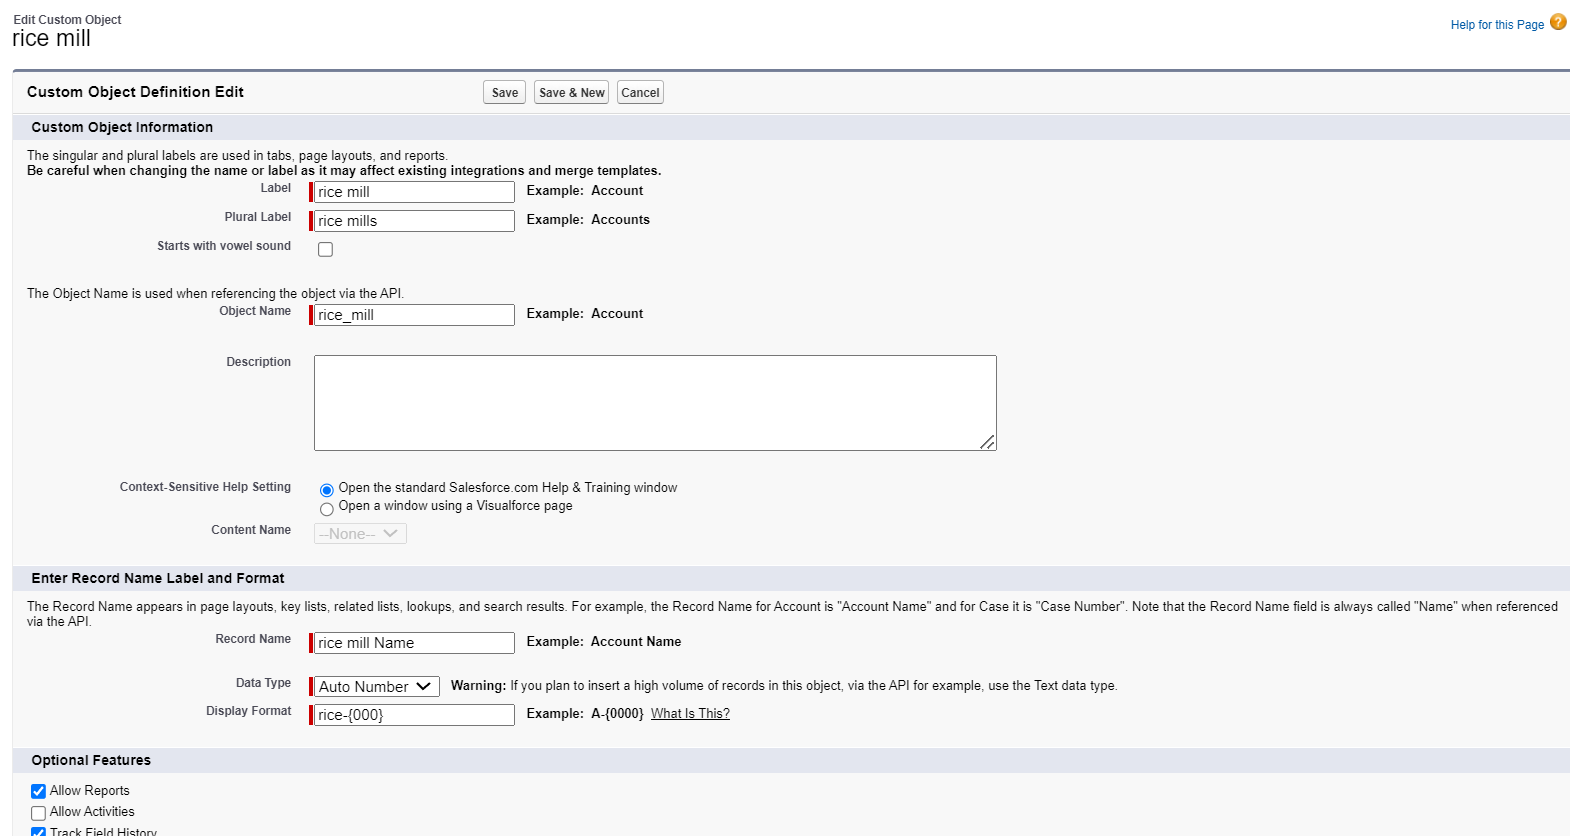 Edit Custom Object
rice mill
Help for this Page ?
Custom Object Definition Edit
Save Save & New Cancel
Custom Object Information
The singular and plural labels are used in tabs, page layouts, and reports.
Be careful when changing the name or label as it may affect existing integrations and merge templates.
Label rice mill Example: Account
Plural Label rice mills Example: Accounts
Starts with vowel sound
The Object Name is used when referencing the object via the API.
Object Name rice_mill Example: Account
Description
Context-Sensitive Help Setting Open the standard Salesforce.com Help & Training window
Open a window using a Visualforce page
Content Name --None--
Enter Record Name Label and Format
The Record Name appears in page layouts, key lists, related lists, lookups, and search results. For example, the Record Name for Account is "Account Name" and for Case it is "Case Number". Note that the Record Name field is always called "Name" when referenced
via the API.
Record Name rice mill Name Example: Account Name
Data Type Auto Number Warning: If you plan to insert a high volume of records in this object, via the API for example, use the Text data type.
Display Format rice-{000} Example: A-{0000} What Is This?
Optional Features
Allow Reports
Allow Activities
Track Field History